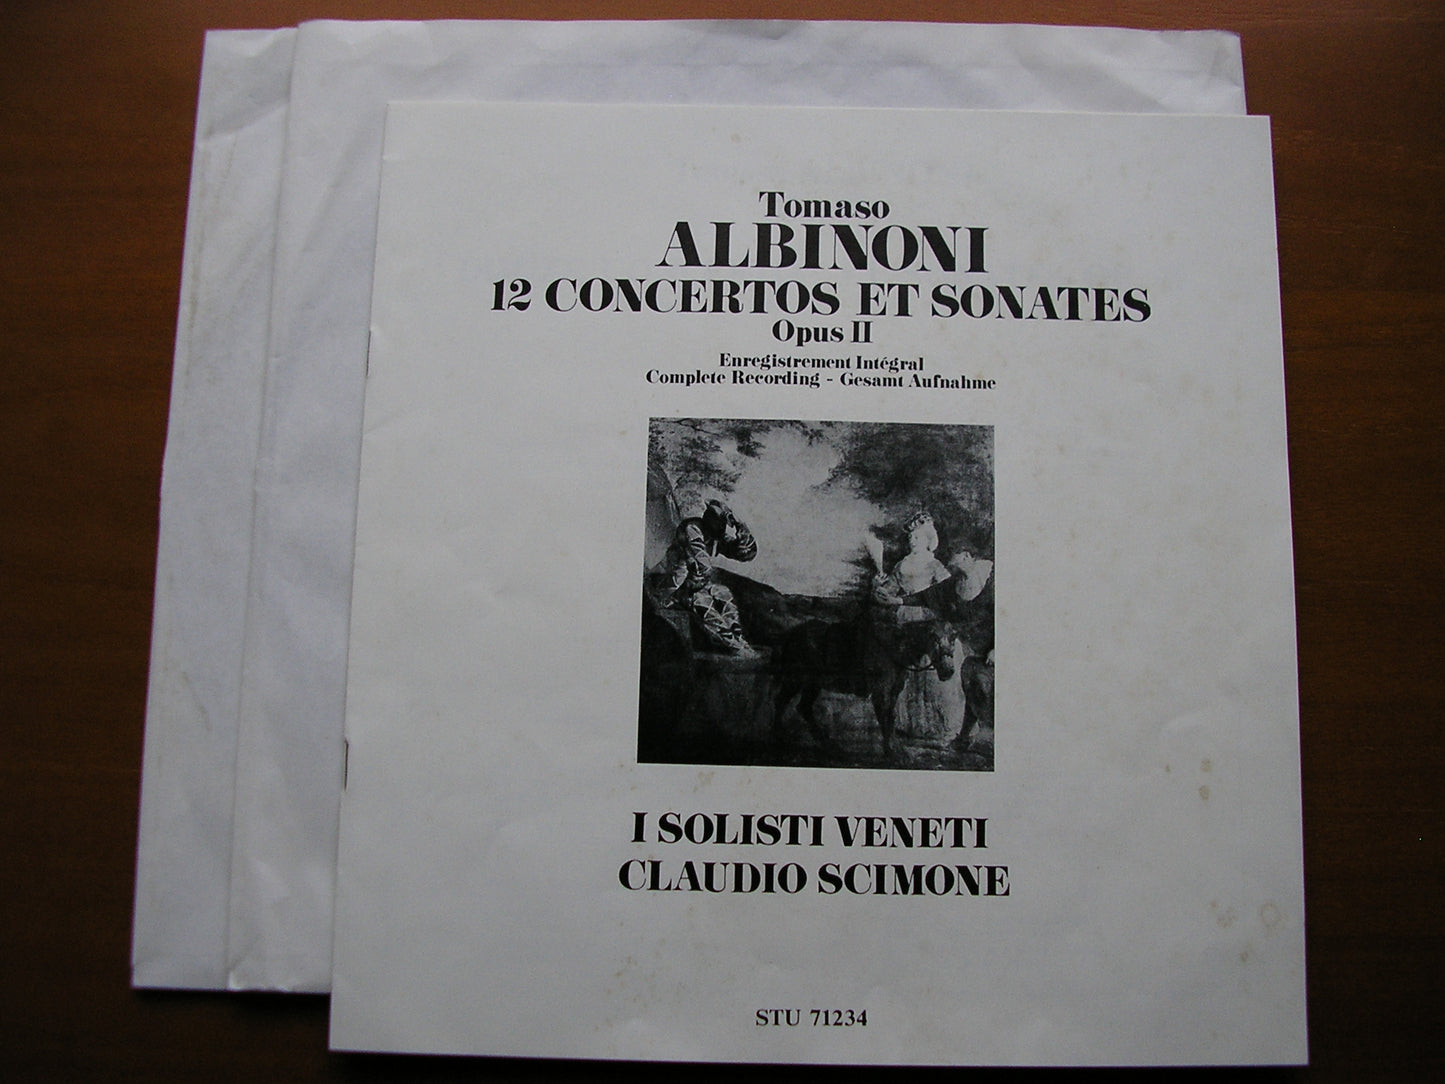 Tomaso
ALBINONI
12 CONCERTOS ET SONATES
Opus II
Enregistrement Intégral
Complete Recording - Gesamt Aufnahme
I SOLISTI VENETI
CLAUDIO SCIMONE
STU 71234